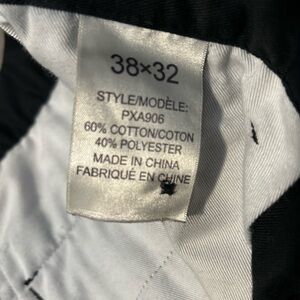 38×32
STYLE/MODÈLE:
PXA906
60% COTTON/COTON
40% POLYESTER
MADE IN CHINA
FABRIQUÉ EN CHINE